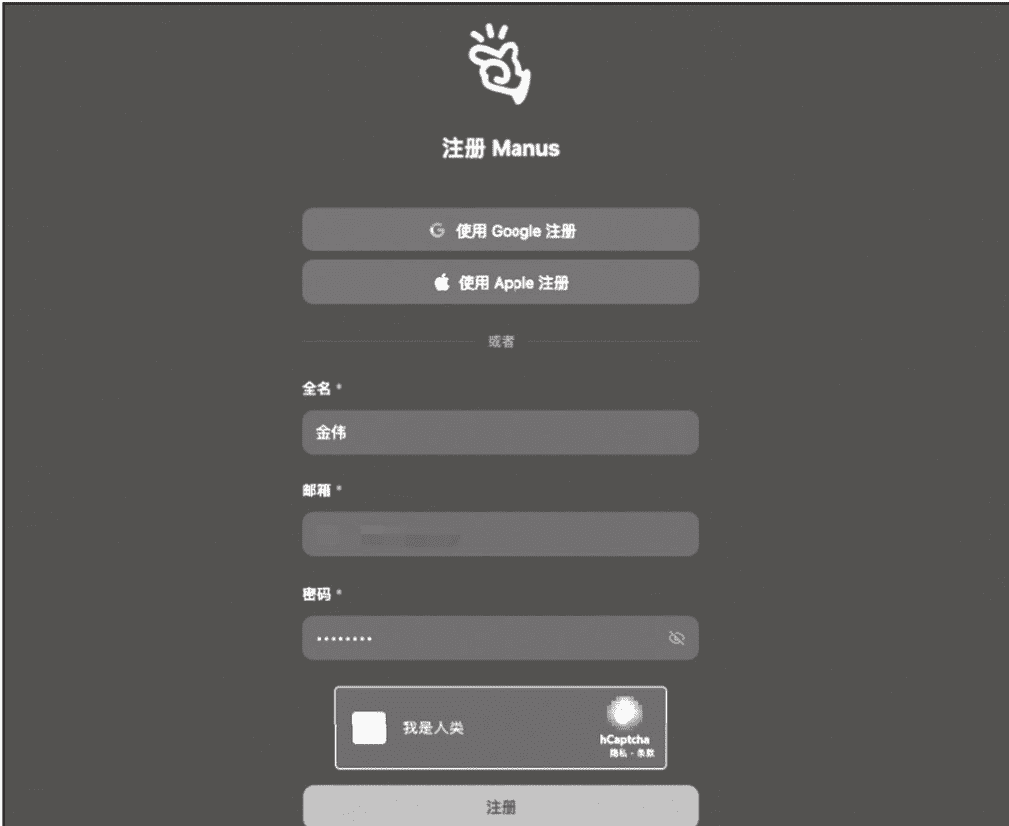 注册 Manus
使用 Google 注册
使用 Apple 注册
或者
全名 *
金伟
邮箱 *
密码 *
••••••••
我是人类
hCaptcha
隐私 - 条款
注册